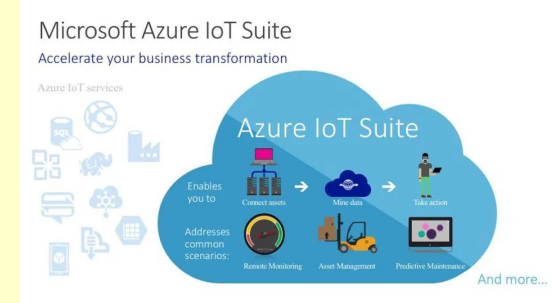 Microsoft Azure IoT Suite
Accelerate your business transformation
Azure IoT services
SQL
Azure IoT Suite
Enables
you to
Connect assets
Mine data
Take action
Addresses
common
scenarios:
Remote Monitoring
Asset Management
Predictive Maintenance
And more...